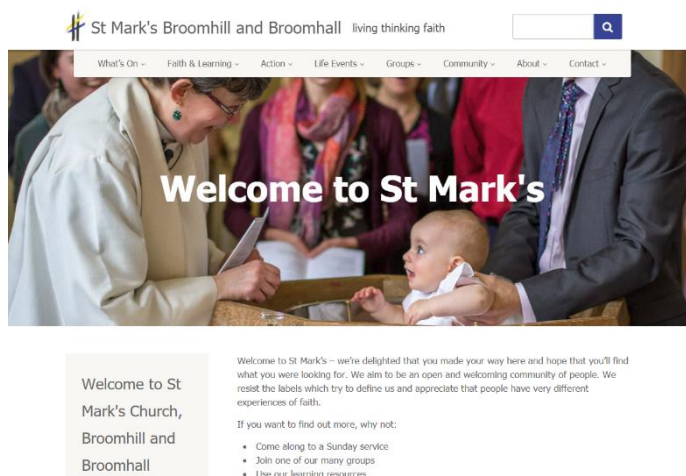 St Mark's Broomhill and Broomhall living thinking faith
What's On Faith & Learning Action Life Events Groups Community About Contact
Welcome to St Mark's
Welcome to St
Mark's Church,
Broomhill and
Broomhall
Welcome to St Mark's – we're delighted that you made your way here and hope that you'll find
what you were looking for. We aim to be an open and welcoming community of people. We
resist the labels which try to define us and appreciate that people have very different
experiences of faith.
If you want to find out more, why not:
• Come along to a Sunday service
• Join one of our many groups
• Use our learning resources